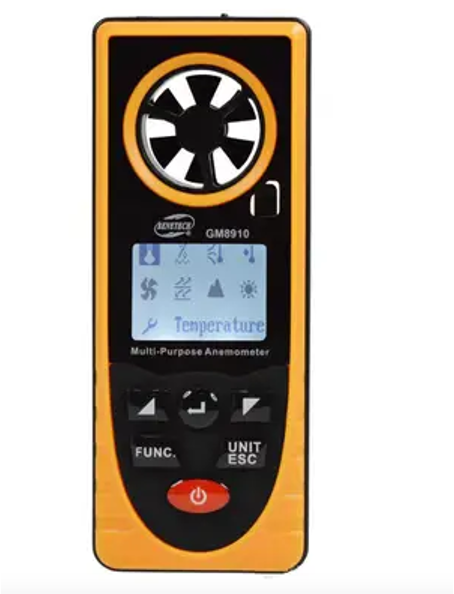 BENETECH
®
GM8910
Temperature
Multi-Purpose Anemometer
FUNC.
UNIT
ESC